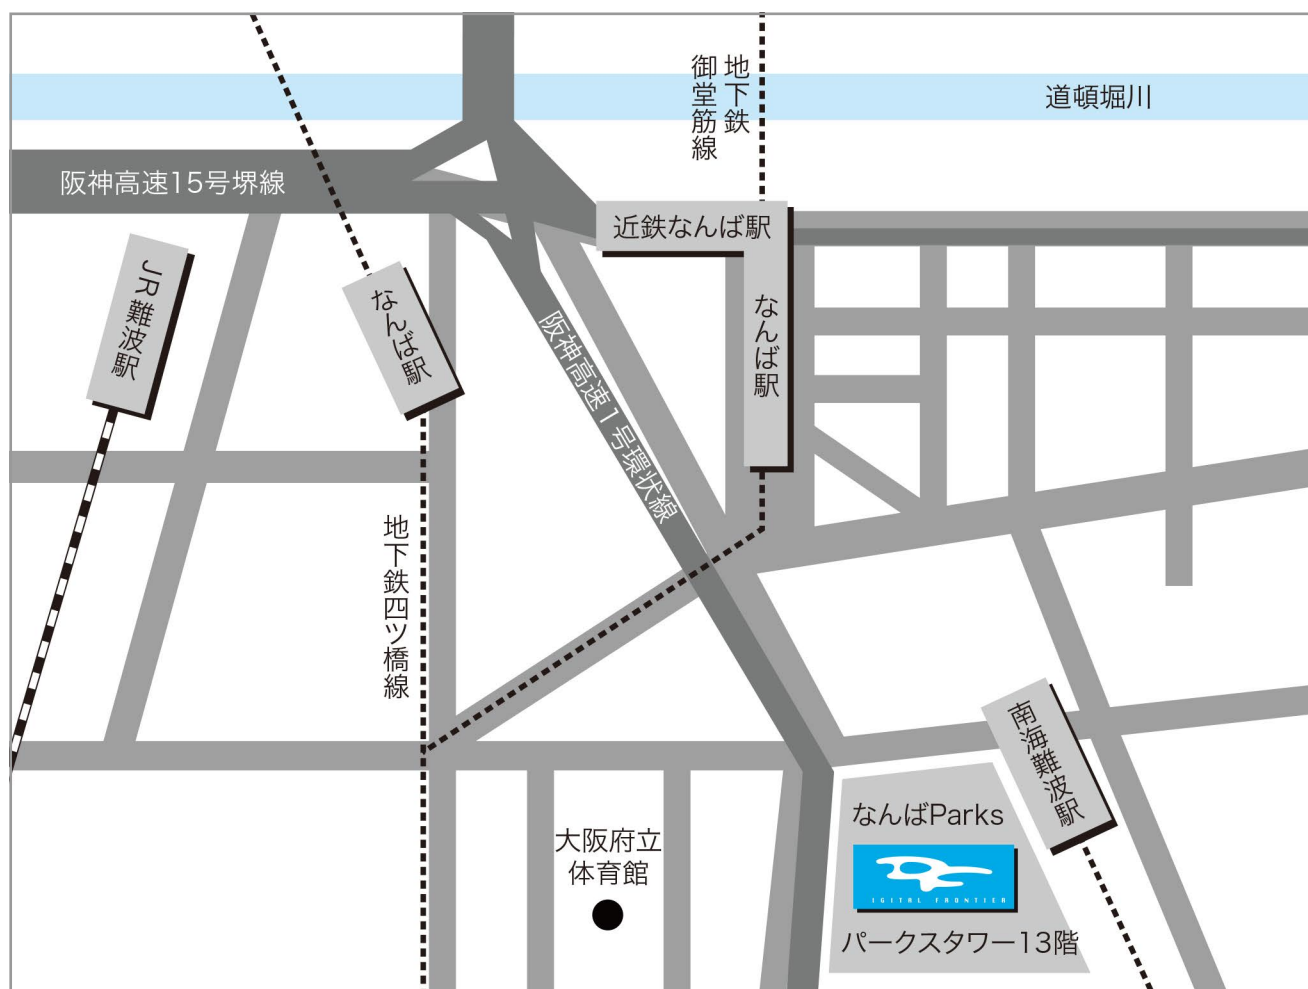 地下鉄
御堂筋線
道頓堀川
阪神高速15号堺線
近鉄なんば駅
JR難波駅
なんば駅
なんば駅
阪神高速1号環状線
地下鉄四ツ橋線
南海難波駅
なんばParks
大阪府立
体育館
IGITAL FRONTIER
パークスタワー13階